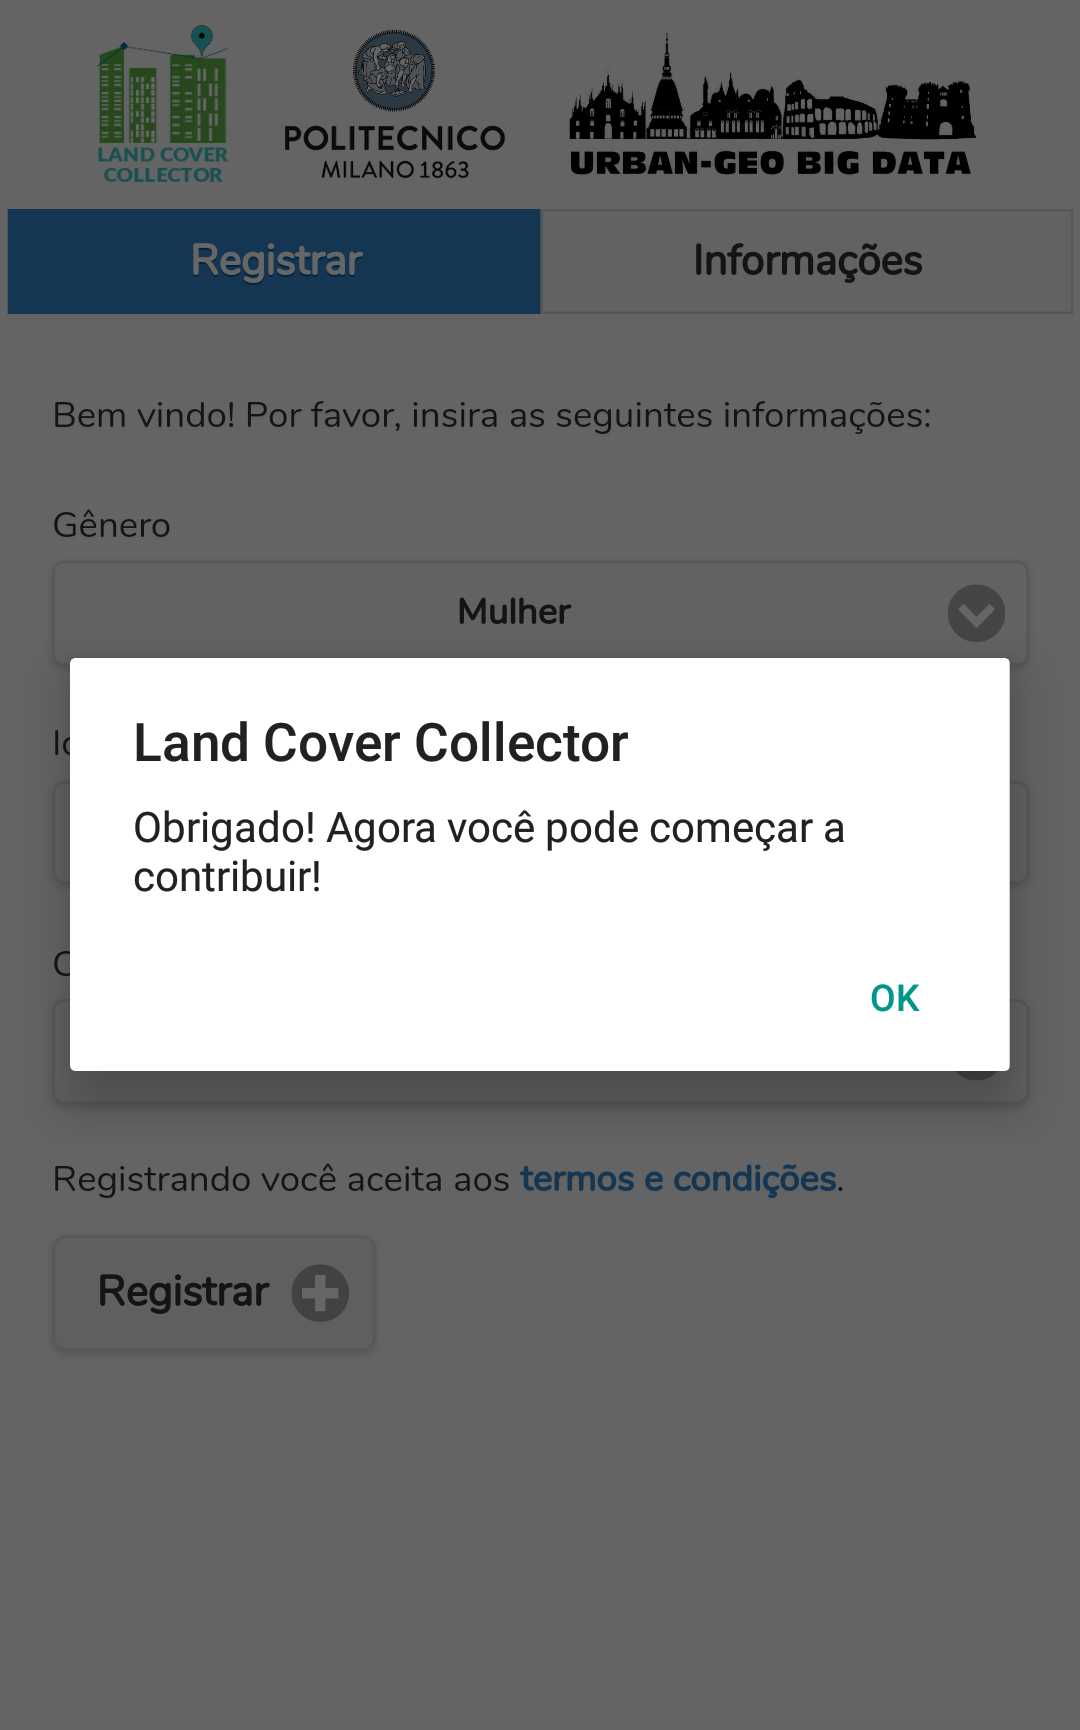 LAND COVER
COLLECTOR
POLITECNICO
MILANO 1863
URBAN-GEO BIG DATA
Registrar
Informações
Bem vindo! Por favor, insira as seguintes informações:
Gênero
Mulher
Land Cover Collector
Obrigado! Agora você pode começar a
contribuir!
OK
Registrando você aceita aos termos e condições.
Registrar